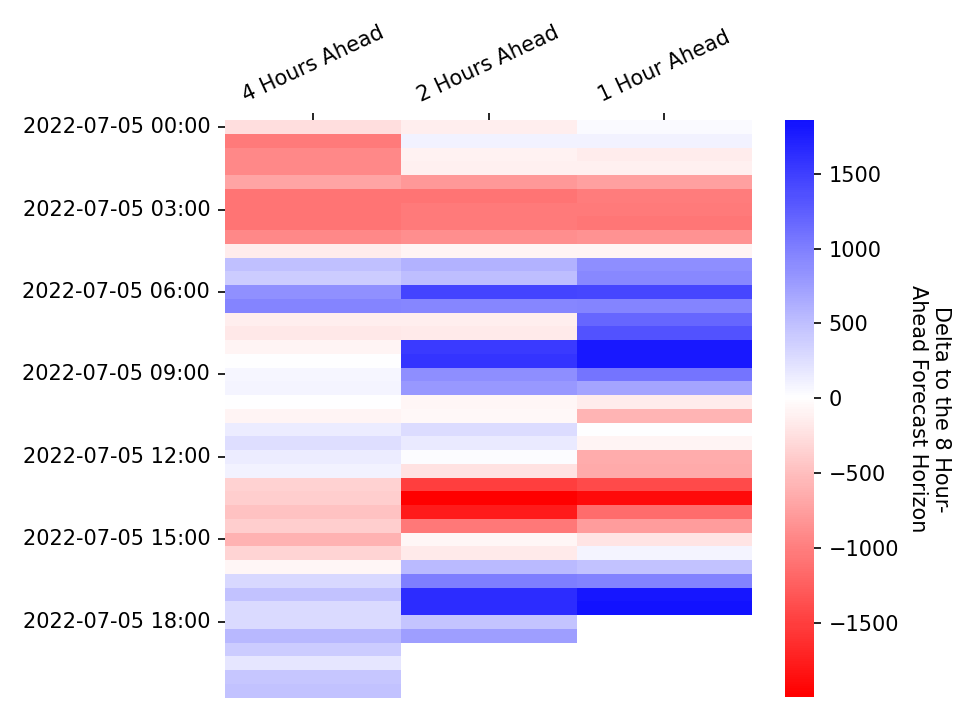 4 Hours Ahead
2 Hours Ahead
1 Hour Ahead
2022-07-05 00:00
2022-07-05 03:00
2022-07-05 06:00
2022-07-05 09:00
2022-07-05 12:00
2022-07-05 15:00
2022-07-05 18:00
1500
1000
500
0
−500
−1000
−1500
Delta to the 8 Hour-
Ahead Forecast Horizon